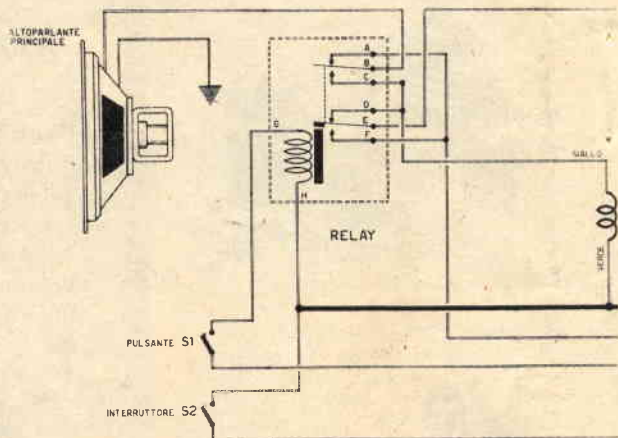 ALTOPARLANTE
PRINCIPALE
A
B
C
D
E
F
G
H
RELAY
GIALLO
VERDE
PULSANTE S1
INTERRUTTORE S2